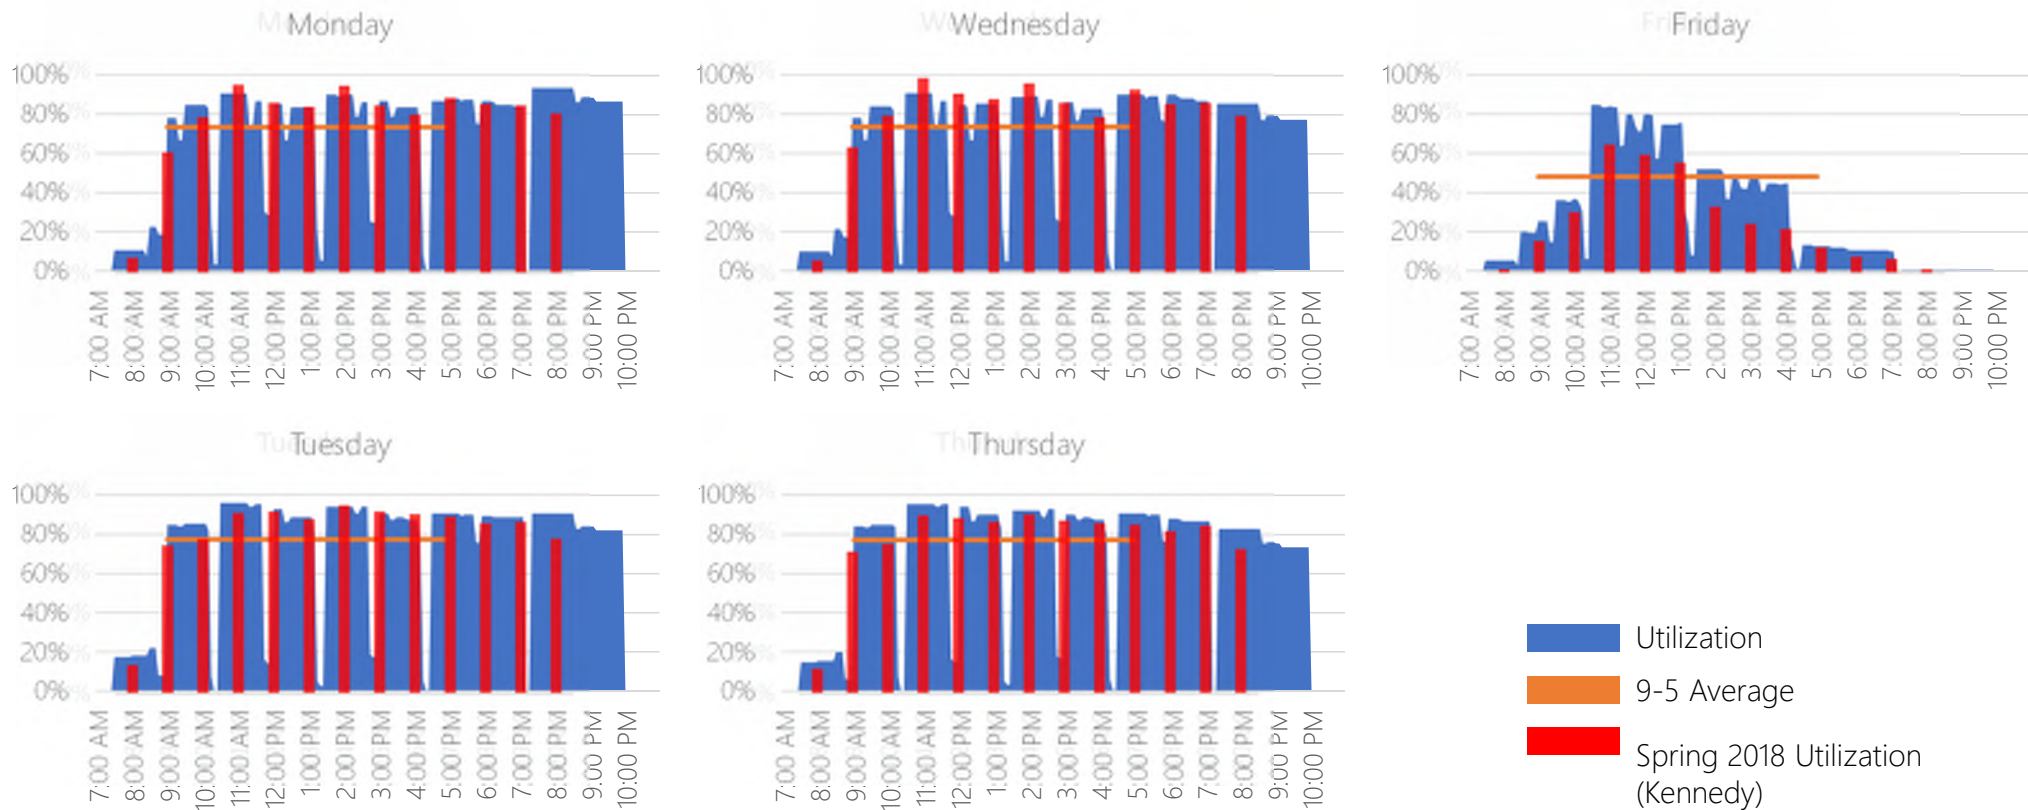 Monday
100%
80%
60%
40%
20%
0%
7:00 AM
8:00 AM
9:00 AM
10:00 AM
11:00 AM
12:00 PM
1:00 PM
2:00 PM
3:00 PM
4:00 PM
5:00 PM
6:00 PM
7:00 PM
8:00 PM
9:00 PM
10:00 PM
Wednesday
100%
80%
60%
40%
20%
0%
7:00 AM
8:00 AM
9:00 AM
10:00 AM
11:00 AM
12:00 PM
1:00 PM
2:00 PM
3:00 PM
4:00 PM
5:00 PM
6:00 PM
7:00 PM
8:00 PM
9:00 PM
10:00 PM
Friday
100%
80%
60%
40%
20%
0%
7:00 AM
8:00 AM
9:00 AM
10:00 AM
11:00 AM
12:00 PM
1:00 PM
2:00 PM
3:00 PM
4:00 PM
5:00 PM
6:00 PM
7:00 PM
8:00 PM
9:00 PM
10:00 PM
Tuesday
100%
80%
60%
40%
20%
0%
7:00 AM
8:00 AM
9:00 AM
10:00 AM
11:00 AM
12:00 PM
1:00 PM
2:00 PM
3:00 PM
4:00 PM
5:00 PM
6:00 PM
7:00 PM
8:00 PM
9:00 PM
10:00 PM
Thursday
100%
80%
60%
40%
20%
0%
7:00 AM
8:00 AM
9:00 AM
10:00 AM
11:00 AM
12:00 PM
1:00 PM
2:00 PM
3:00 PM
4:00 PM
5:00 PM
6:00 PM
7:00 PM
8:00 PM
9:00 PM
10:00 PM
Utilization
9-5 Average
Spring 2018 Utilization
(Kennedy)